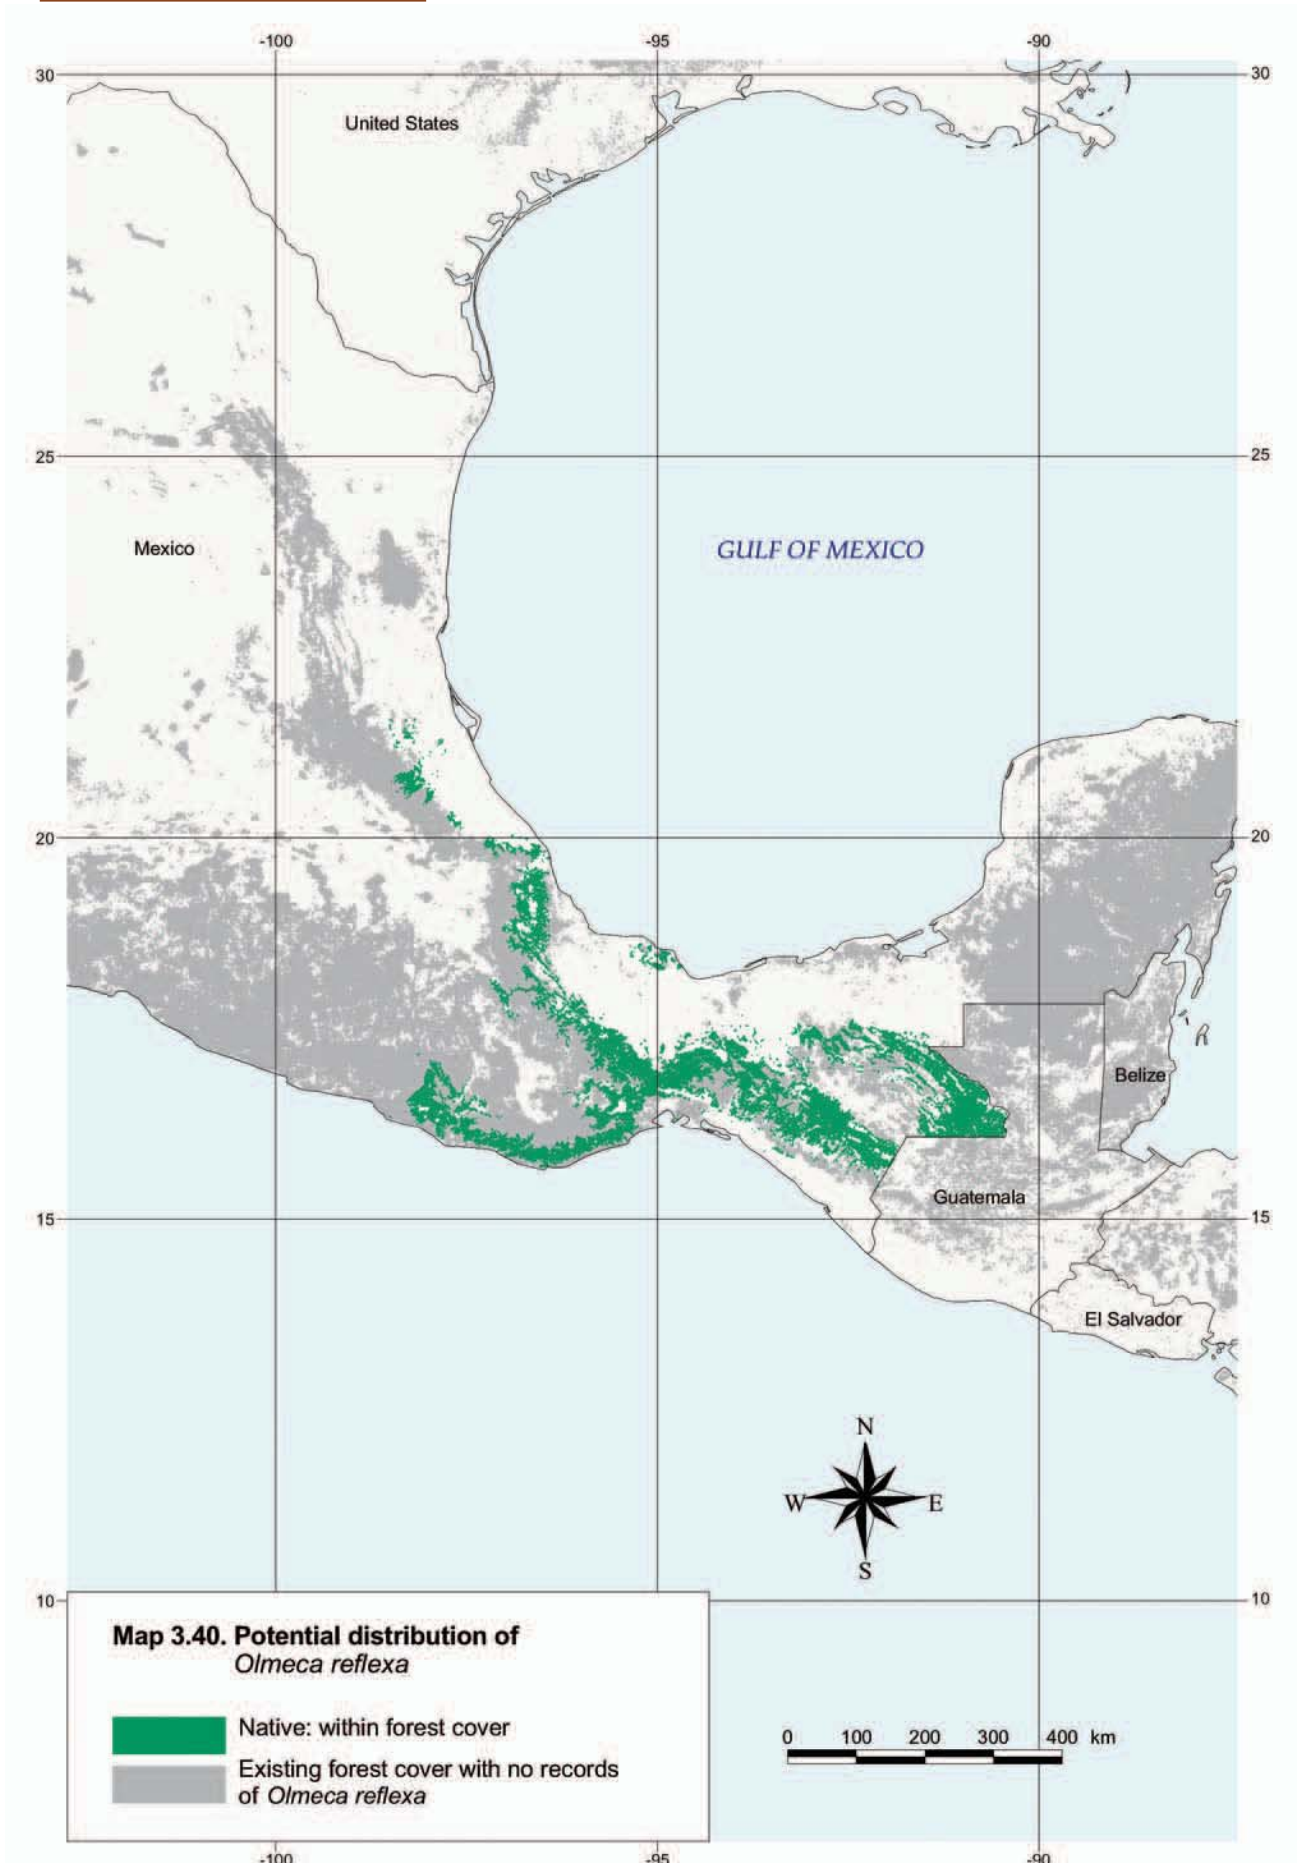 -100 -95 -90
30 30
United States
25 25
Mexico
GULF OF MEXICO
20 20
Belize
Guatemala
15 15
El Salvador
N
W E
S
10 10
Map 3.40. Potential distribution of
Olmeca reflexa
Native: within forest cover
Existing forest cover with no records
of Olmeca reflexa
0 100 200 300 400 km
-100 -95 -90